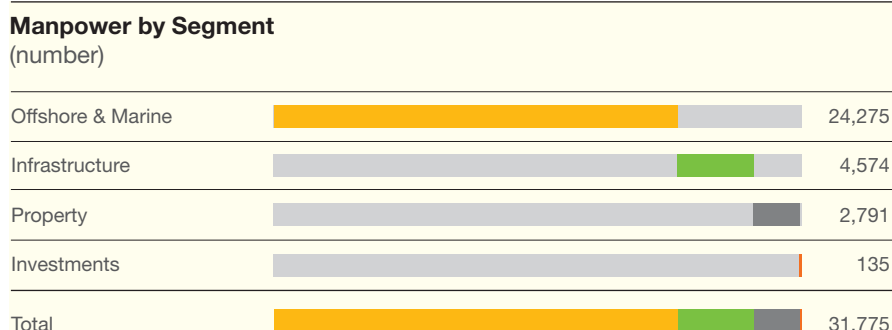 Manpower by Segment
(number)
Offshore & Marine 24,275
Infrastructure 4,574
Property 2,791
Investments 135
Total 31,775